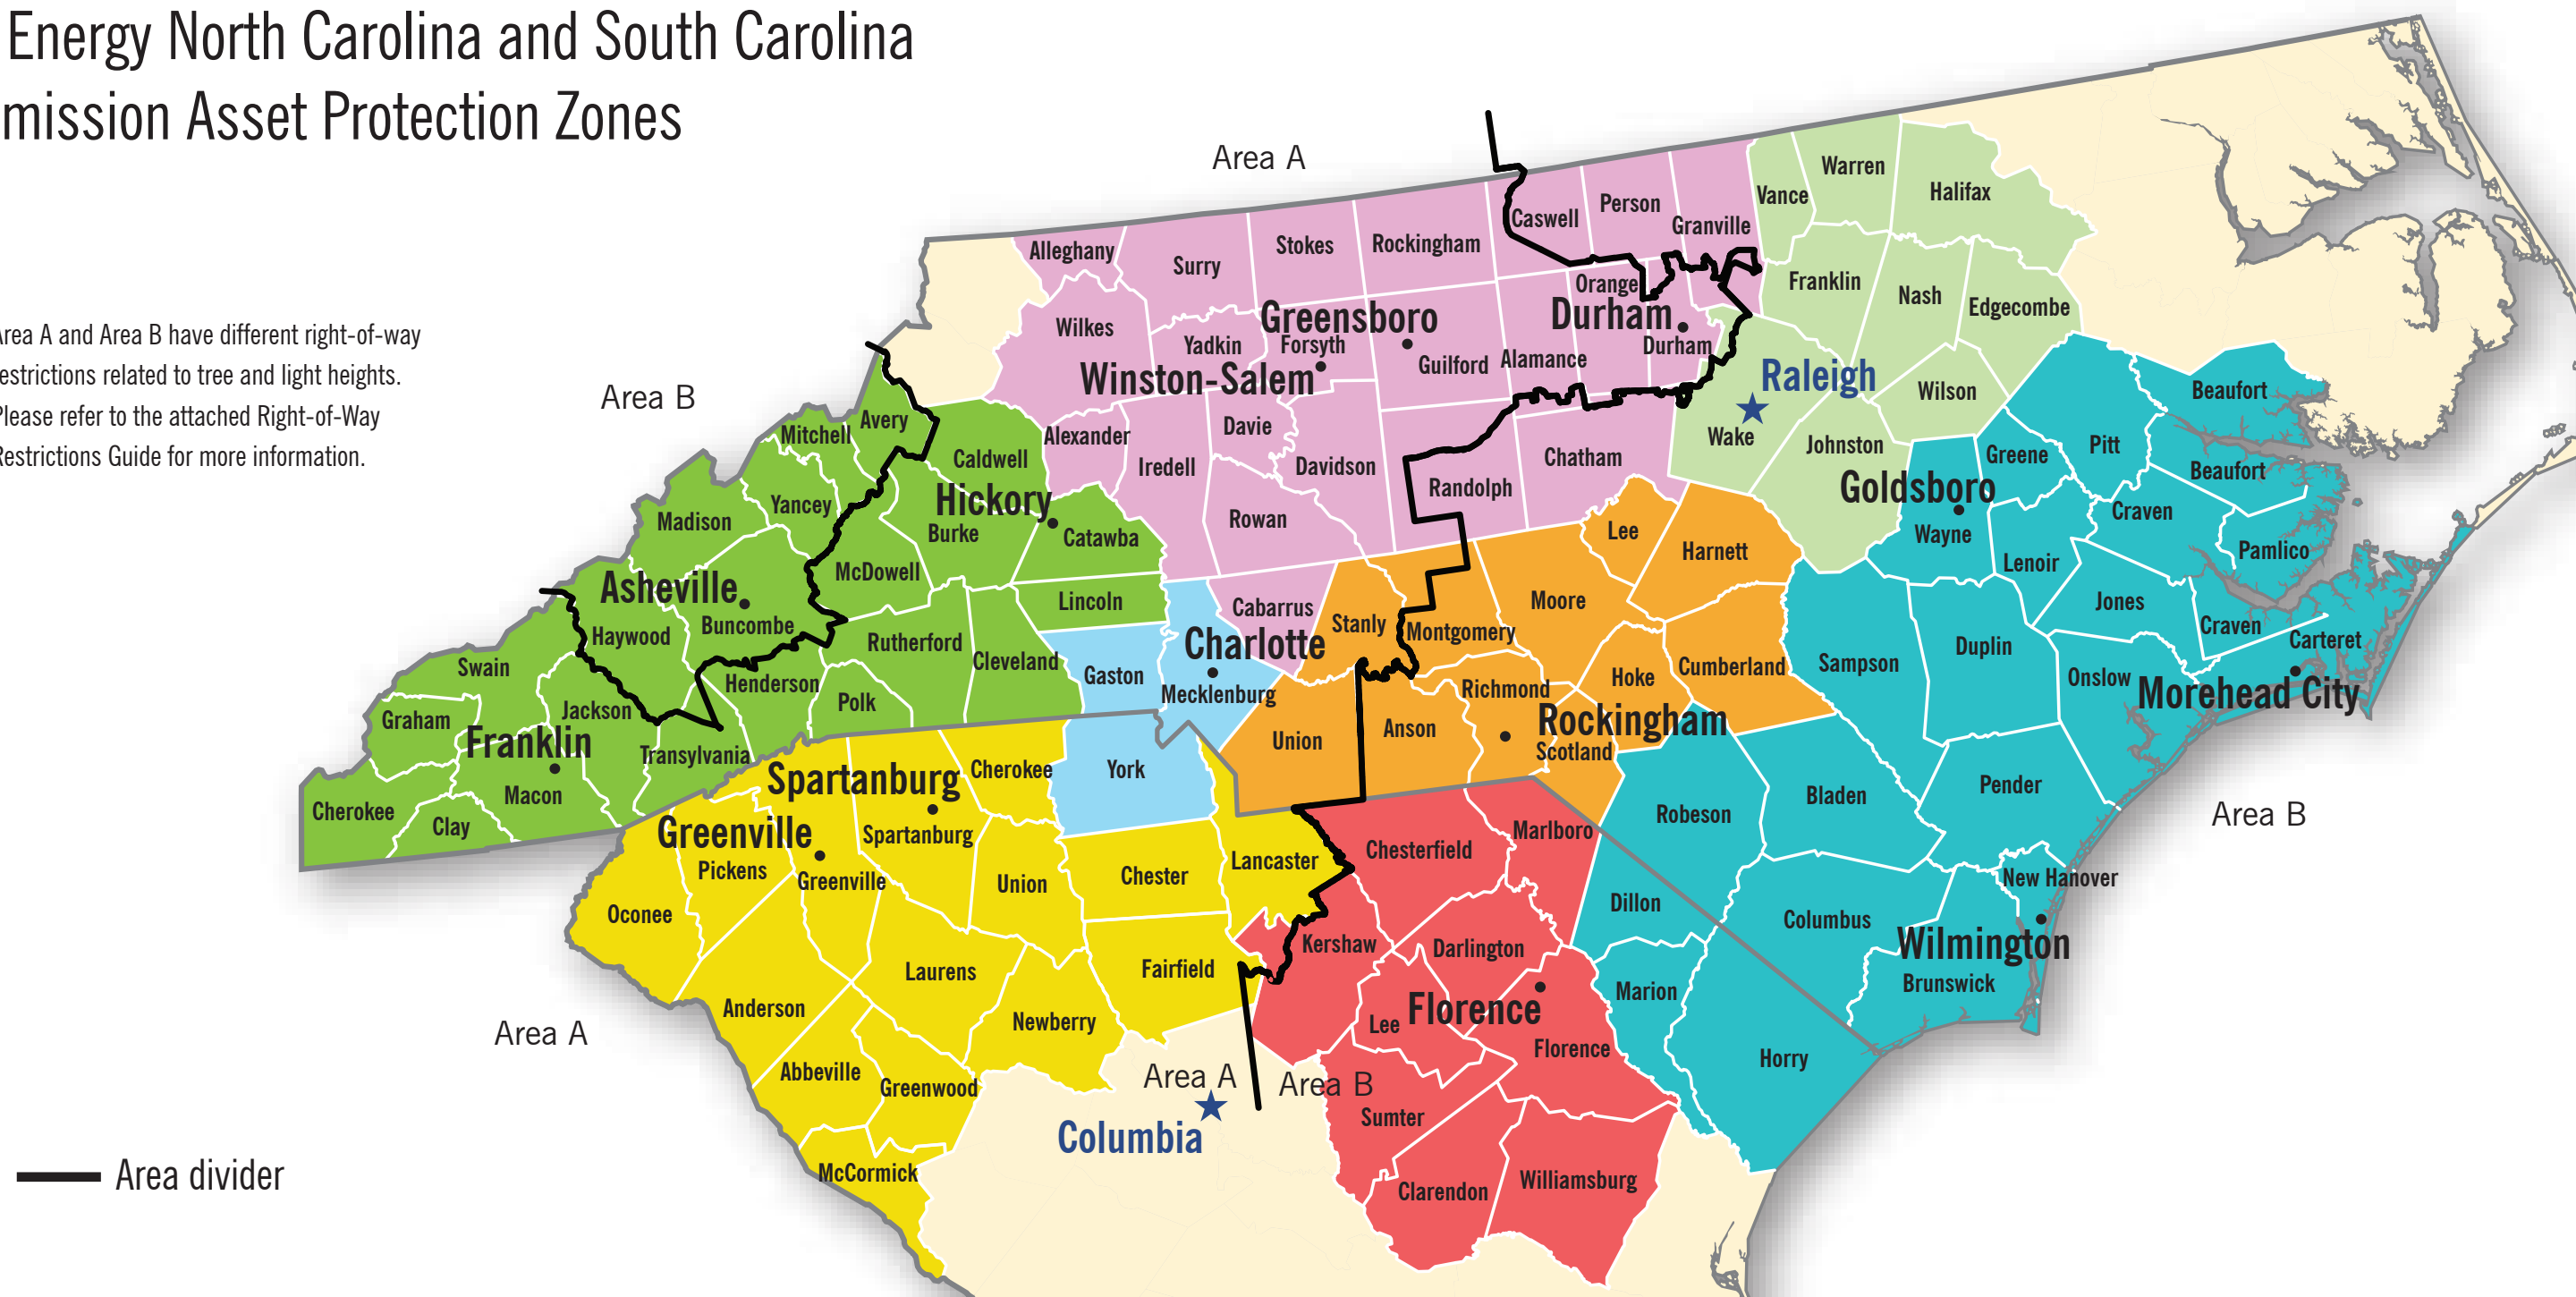 Energy North Carolina and South Carolina
mission Asset Protection Zones
Area A and Area B have different right-of-way
restrictions related to tree and light heights.
Please refer to the attached Right-of-Way
Restrictions Guide for more information.
Area A
Area B
Area B
Area A
Area A
Area B
Area divider
Alleghany
Surry
Stokes
Rockingham
Caswell
Person
Granville
Vance
Warren
Halifax
Wilkes
Yadkin
Greensboro
Forsyth
Winston-Salem
Guilford
Alamance
Orange
Durham
Durham
Franklin
Nash
Edgecombe
Raleigh
Wake
Wilson
Johnston
Mitchell
Avery
Caldwell
Alexander
Iredell
Davie
Davidson
Randolph
Chatham
Beaufort
Pitt
Greene
Beaufort
Goldsboro
Wayne
Craven
Pamlico
Lenoir
Jones
Craven
Carteret
Morehead City
Onslow
Duplin
Sampson
Madison
Yancey
Hickory
Burke
Catawba
Rowan
Lee
Harnett
McDowell
Asheville
Buncombe
Haywood
Lincoln
Cabarrus
Stanly
Montgomery
Moore
Swain
Rutherford
Cleveland
Gaston
Charlotte
Mecklenburg
Hoke
Cumberland
Henderson
Polk
Graham
Jackson
Franklin
Transylvania
Cherokee
Clay
Macon
Union
Anson
Richmond
Rockingham
Scotland
Robeson
Bladen
Pender
New Hanover
Columbus
Wilmington
Brunswick
Spartanburg
Spartanburg
Cherokee
York
Greenville
Pickens
Greenville
Oconee
Union
Chester
Lancaster
Chesterfield
Marlboro
Dillon
Laurens
Fairfield
Kershaw
Darlington
Marion
Anderson
Newberry
Lee
Florence
Florence
Horry
Abbeville
Greenwood
Sumter
Columbia
McCormick
Clarendon
Williamsburg